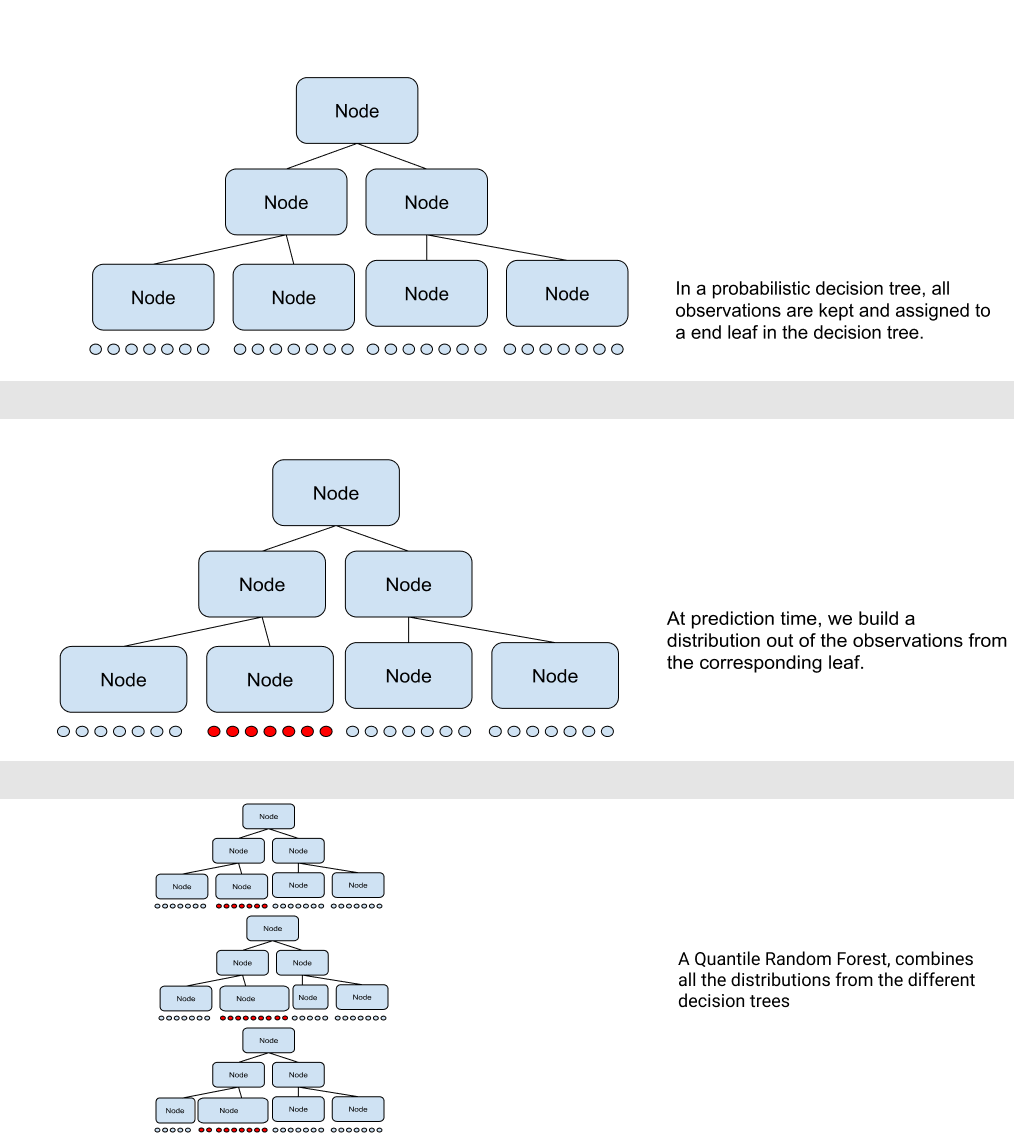 Node
Node
Node
Node
Node
Node
Node
In a probabilistic decision tree, all
observations are kept and assigned to
a end leaf in the decision tree.
Node
Node
Node
Node
Node
Node
Node
At prediction time, we build a
distribution out of the observations from
the corresponding leaf.
Node
Node
Node
Node
Node
Node
Node
Node
Node
Node
Node
Node
Node
Node
A Quantile Random Forest, combines
all the distributions from the different
decision trees
Node
Node
Node
Node
Node
Node
Node